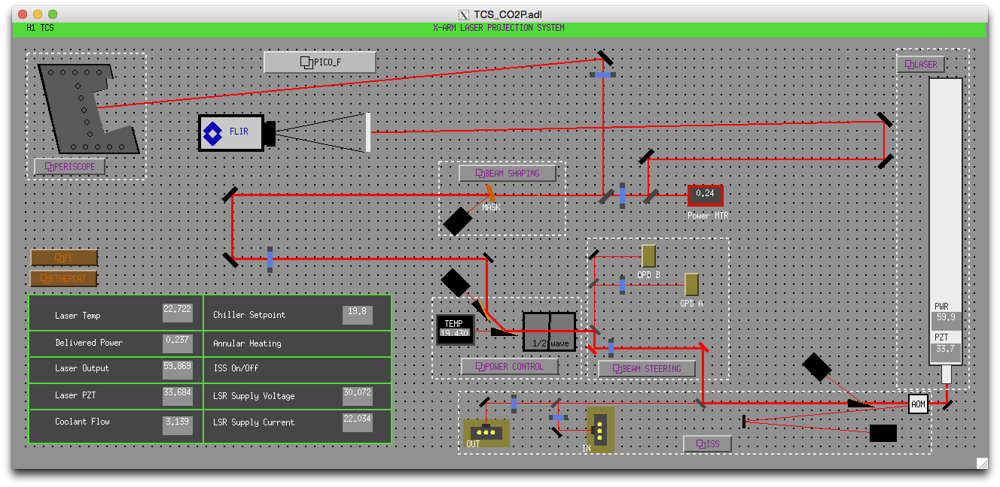 TCS_CO2P.adl
H1 TCS
X-ARM LASER PROJECTION SYSTEM
PICO_F
LASER
FLIR
PERISCOPE
BEAM SHAPING
MASK
0.24
Power MTR
FE
ETHERCAT
QPD B
QPD A
PWR
59.9
PZT
33.7
TEMP
19.430
1/2 wave
POWER CONTROL
BEAM STEERING
Laser Temp
22.722
Chiller Setpoint
19.8
Delivered Power
0.237
Annular Heating
Laser Output
59.869
ISS On/Off
Laser PZT
33.684
LSR Supply Voltage
30.072
Coolant Flow
3.139
LSR Supply Current
22.034
AOM
OUT
IN
ISS